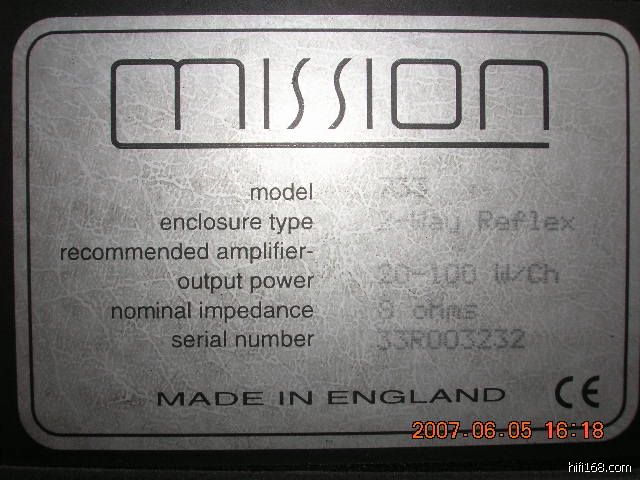 mission
model 733
enclosure type -Way Reflex
recommended amplifier-
output power 20-100 W/Ch
nominal impedance 8 ohms
serial number 33R003232
MADE IN ENGLAND CE
2007.06.05 16:18
hifi168.com